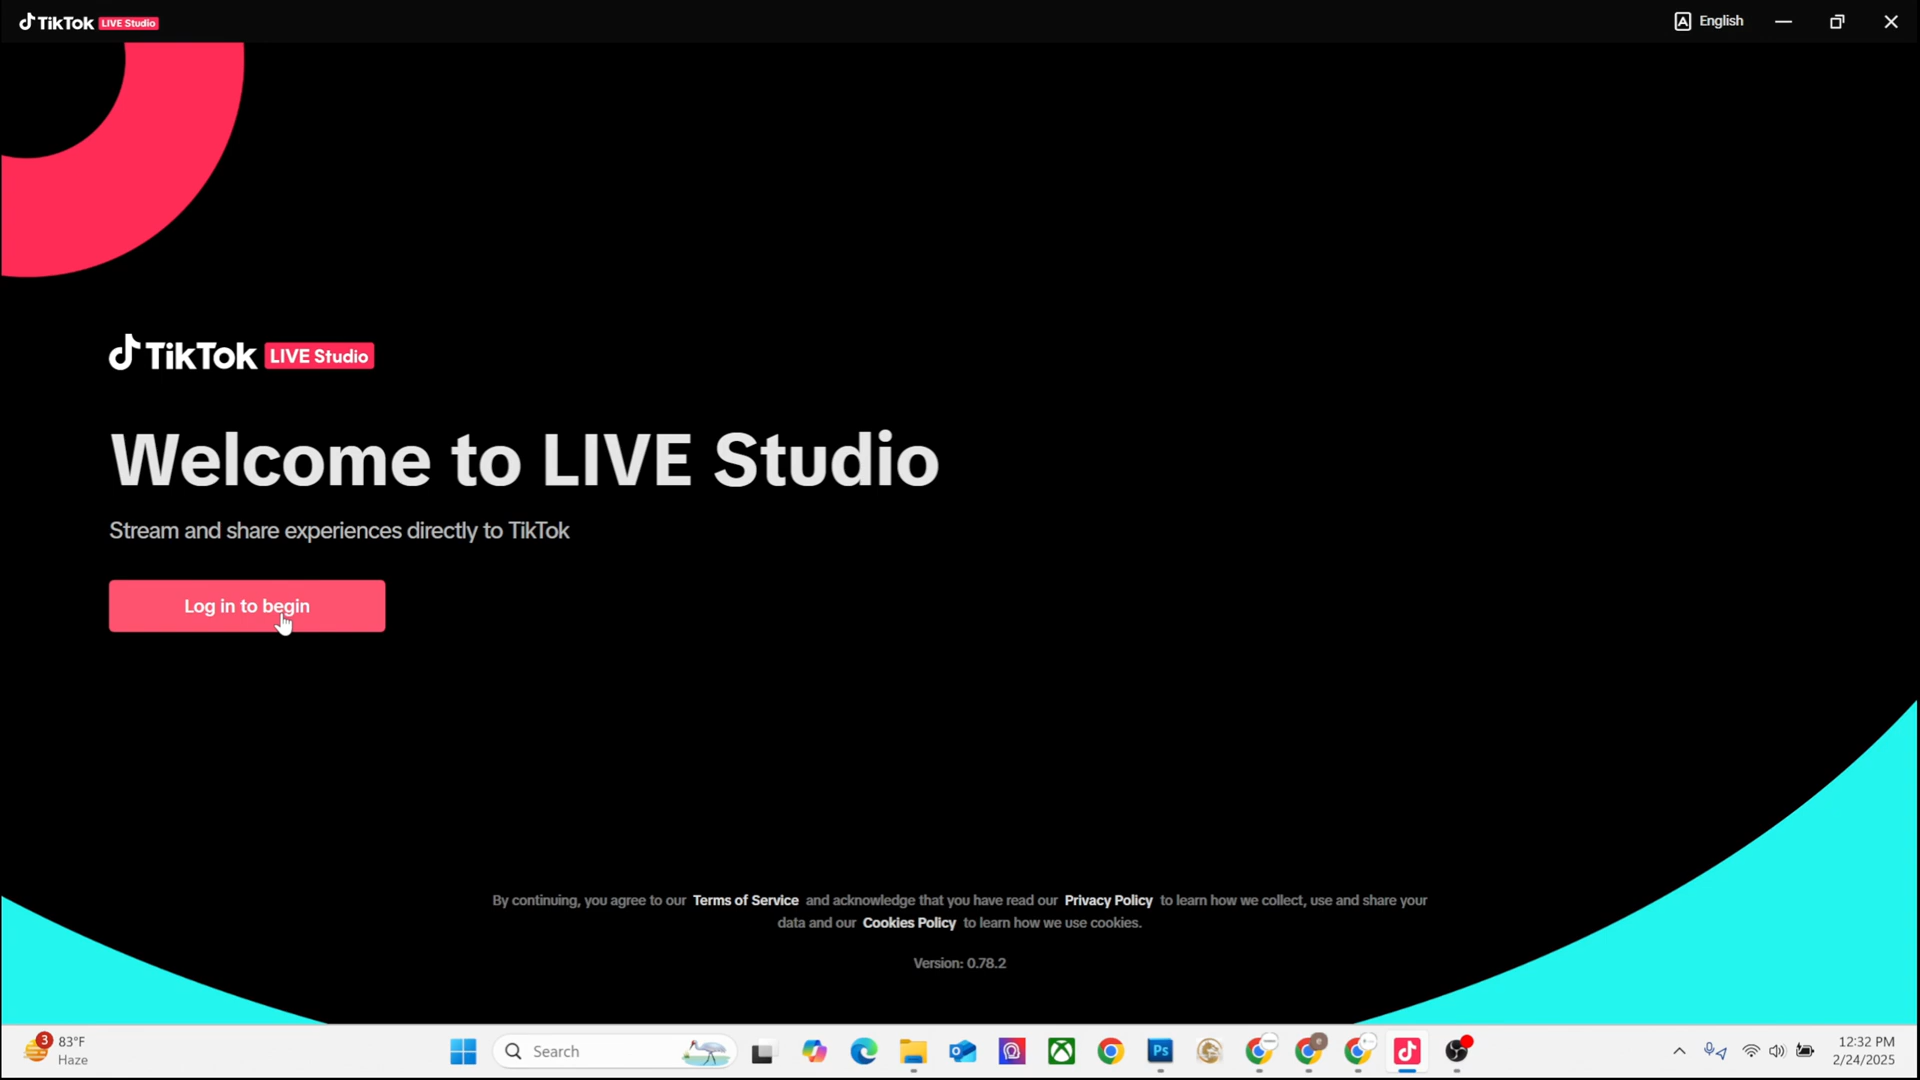 TikTok LIVE Studio
A English
TikTok LIVE Studio
Welcome to LIVE Studio
Stream and share experiences directly to TikTok
Log in to begin
By continuing, you agree to our Terms of Service and acknowledge that you have read our Privacy Policy to learn how we collect, use and share your
data and our Cookies Policy to learn how we use cookies.
Version: 0.78.2
3
83°F
Haze
Search
Ps
12:32 PM
2/24/2025